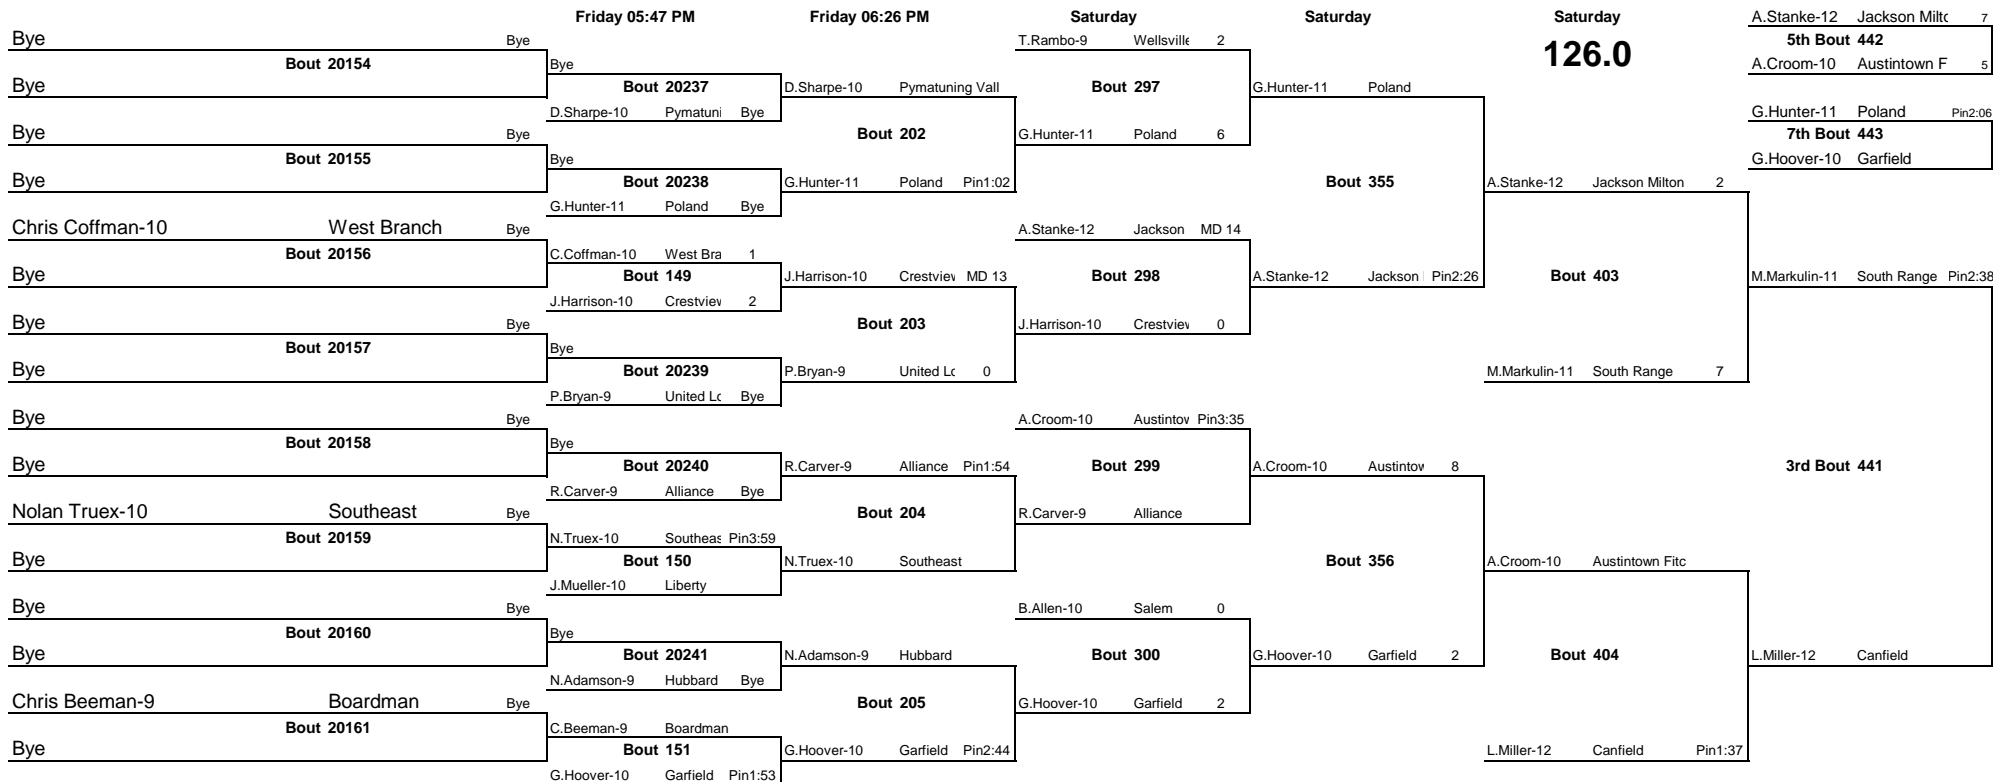 Friday 05:47 PM Friday 06:26 PM Saturday Saturday Saturday
126.0
Bye Bye
Bout 20154
Bye
Bye Bye
Bout 20155
Bye
Chris Coffman-10 West Branch Bye
Bout 20156
Bye
Bye Bye
Bout 20157
Bye
Bye Bye
Bout 20158
Bye
Nolan Truex-10 Southeast Bye
Bout 20159
Bye
Bye Bye
Bout 20160
Bye
Chris Beeman-9 Boardman Bye
Bout 20161
Bye
Bye
Bout 20237
D.Sharpe-10 Pymatuni Bye
Bye
Bout 20238
G.Hunter-11 Poland Bye
C.Coffman-10 West Bra 1
Bout 149
J.Harrison-10 Crestview 2
Bye
Bout 20239
P.Bryan-9 United Lo Bye
Bye
Bout 20240
R.Carver-9 Alliance Bye
N.Truex-10 Southeas Pin3:59
Bout 150
J.Mueller-10 Liberty
Bye
Bout 20241
N.Adamson-9 Hubbard Bye
C.Beeman-9 Boardman
Bout 151
G.Hoover-10 Garfield Pin1:53
D.Sharpe-10 Pymatuning Vall
Bout 202
G.Hunter-11 Poland Pin1:02
J.Harrison-10 Crestview MD 13
Bout 203
P.Bryan-9 United Lo 0
R.Carver-9 Alliance Pin1:54
Bout 204
N.Truex-10 Southeast
N.Adamson-9 Hubbard
Bout 205
G.Hoover-10 Garfield Pin2:44
T.Rambo-9 Wellsville 2
Bout 297
G.Hunter-11 Poland 6
A.Stanke-12 Jackson MD 14
Bout 298
J.Harrison-10 Crestview 0
A.Croom-10 Austintow Pin3:35
Bout 299
R.Carver-9 Alliance
B.Allen-10 Salem 0
Bout 300
G.Hoover-10 Garfield 2
G.Hunter-11 Poland
Bout 355
A.Stanke-12 Jackson Pin2:26
A.Croom-10 Austintow 8
Bout 356
G.Hoover-10 Garfield 2
A.Stanke-12 Jackson Milton 2
Bout 403
M.Markulin-11 South Range 7
A.Croom-10 Austintown Fitc
Bout 404
L.Miller-12 Canfield Pin1:37
A.Stanke-12 Jackson Milto 7
5th Bout 442
A.Croom-10 Austintown F 5
G.Hunter-11 Poland Pin2:06
7th Bout 443
G.Hoover-10 Garfield
M.Markulin-11 South Range Pin2:38
3rd Bout 441
L.Miller-12 Canfield